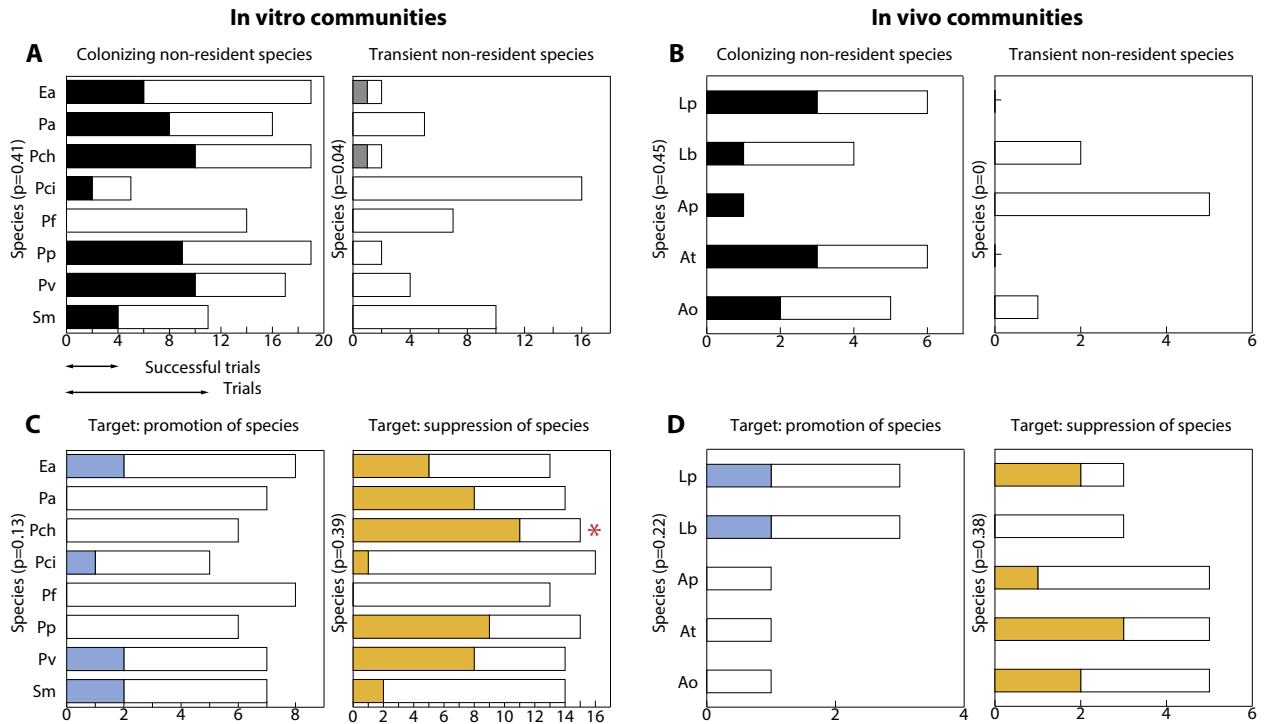 In vitro communities
In vivo communities
A
Colonizing non-resident species
Transient non-resident species
B
Colonizing non-resident species
Transient non-resident species
Species (p=0.41)
Ea
Pa
Pch
Pci
Pf
Pp
Pv
Sm
0 4 8 12 16 20
Species (p=0.04)
0 4 8 12 16
Species (p=0.45)
Lp
Lb
Ap
At
Ao
0 2 4 6
Species (p=0)
0 2 4 6
Successful trials
Trials
C
Target: promotion of species
Target: suppression of species
D
Target: promotion of species
Target: suppression of species
Species (p=0.13)
Ea
Pa
Pch
Pci
Pf
Pp
Pv
Sm
0 2 4 6 8
Species (p=0.39)
*
0 2 4 6 8 10 12 14 16
Species (p=0.22)
Lp
Lb
Ap
At
Ao
0 2 4
Species (p=0.38)
0 2 4 6